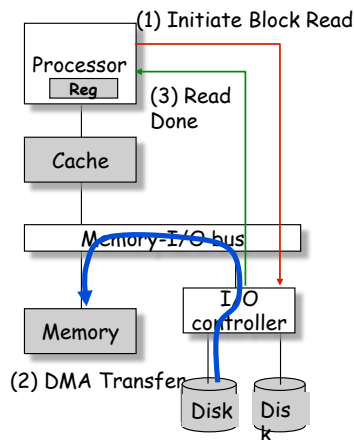 (1) Initiate Block Read
Processor
Reg
(3) Read
Done
Cache
Memory-I/O bus
I/O
controller
Memory
(2) DMA Transfer
Disk
Dis
k